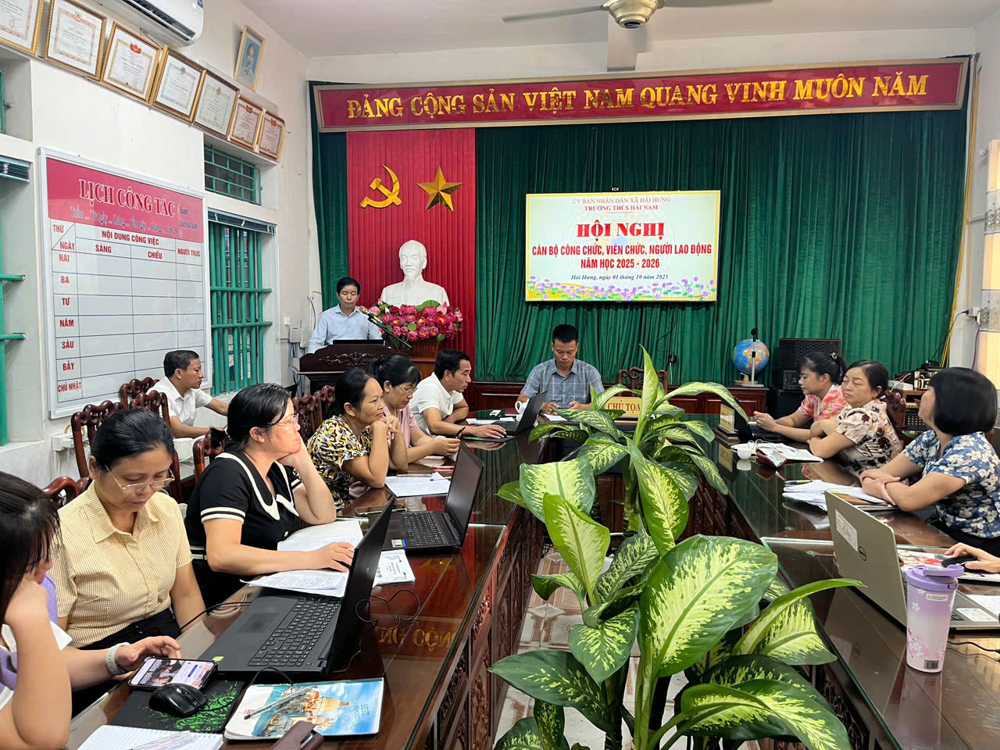 ĐẢNG CỘNG SẢN VIỆT NAM QUANG VINH MUÔN NĂM
ỦY BAN NHÂN DÂN XÃ HẢI HƯNG
TRƯỜNG THCS HẢI NAM
HỘI NGHỊ
CÁN BỘ CÔNG CHỨC, VIÊN CHỨC, NGƯỜI LAO ĐỘNG
NĂM HỌC 2025 - 2026
Hải Hưng, ngày 01 tháng 10 năm 2025
LỊCH CÔNG TÁC
THỨ
NGÀY
NỘI DUNG CÔNG VIỆC
SÁNG
CHIỀU
NGƯỜI TRỰC
HAI
BA
TƯ
NĂM
SÁU
BẢY
CHỦ NHẬT
CHỦ TỌA